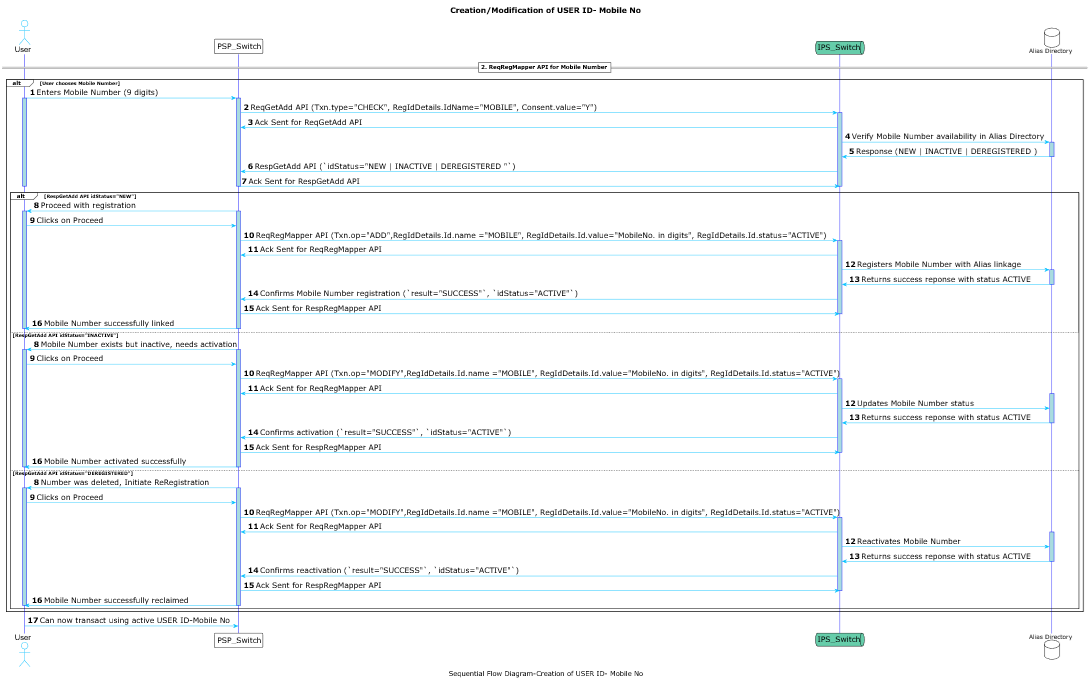 Creation/Modification of USER ID- Mobile No
User PSP_Switch IPS_Switch Alias Directory
2. ReqRegMapper API for Mobile Number
alt [User chooses Mobile Number]
1 Enters Mobile Number (9 digits)
2 ReqGetAdd API (Txn.type="CHECK", RegIdDetails.IdName="MOBILE", Consent.value="Y")
3 Ack Sent for ReqGetAdd API
4 Verify Mobile Number availability in Alias Directory
5 Response (NEW | INACTIVE | DEREGISTERED )
6 RespGetAdd API (`idStatus="NEW | INACTIVE | DEREGISTERED "`)
7 Ack Sent for RespGetAdd API
alt [RespGetAdd API idStatus="NEW"]
8 Proceed with registration
9 Clicks on Proceed
10 ReqRegMapper API (Txn.op="ADD",RegIdDetails.Id.name ="MOBILE", RegIdDetails.Id.value="MobileNo. in digits", RegIdDetails.Id.status="ACTIVE")
11 Ack Sent for ReqRegMapper API
12 Registers Mobile Number with Alias linkage
13 Returns success reponse with status ACTIVE
14 Confirms Mobile Number registration (`result="SUCCESS"`, `idStatus="ACTIVE"`)
15 Ack Sent for RespRegMapper API
16 Mobile Number successfully linked
[RespGetAdd API idStatus="INACTIVE"]
8 Mobile Number exists but inactive, needs activation
9 Clicks on Proceed
10 ReqRegMapper API (Txn.op="MODIFY",RegIdDetails.Id.name ="MOBILE", RegIdDetails.Id.value="MobileNo. in digits", RegIdDetails.Id.status="ACTIVE")
11 Ack Sent for ReqRegMapper API
12 Updates Mobile Number status
13 Returns success reponse with status ACTIVE
14 Confirms activation (`result="SUCCESS"`, `idStatus="ACTIVE"`)
15 Ack Sent for RespRegMapper API
16 Mobile Number activated successfully
[RespGetAdd API idStatus="DEREGISTERED"]
8 Number was deleted, Initiate ReRegistration
9 Clicks on Proceed
10 ReqRegMapper API (Txn.op="MODIFY",RegIdDetails.Id.name ="MOBILE", RegIdDetails.Id.value="MobileNo. in digits", RegIdDetails.Id.status="ACTIVE")
11 Ack Sent for ReqRegMapper API
12 Reactivates Mobile Number
13 Returns success reponse with status ACTIVE
14 Confirms reactivation (`result="SUCCESS"`, `idStatus="ACTIVE"`)
15 Ack Sent for RespRegMapper API
16 Mobile Number successfully reclaimed
17 Can now transact using active USER ID-Mobile No
User PSP_Switch IPS_Switch Alias Directory
Sequential Flow Diagram-Creation of USER ID- Mobile No